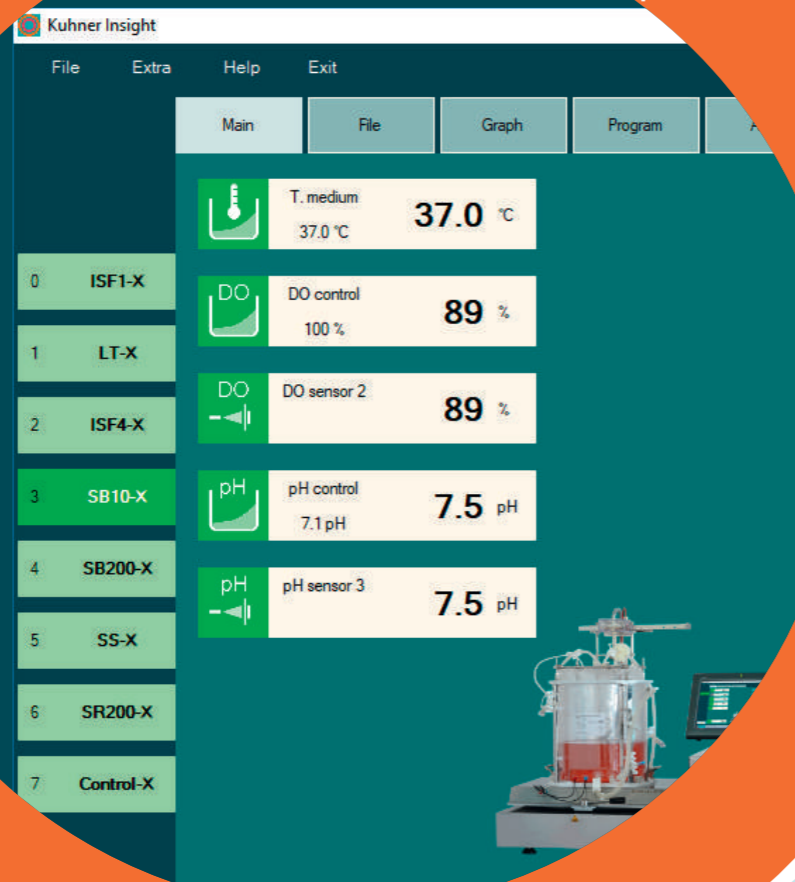 Kuhner Insight
File Extra Help Exit
Main File Graph Program
T. medium
37.0 °C
37.0 °C
DO
DO control
100 %
89 %
DO
DO sensor 2
89 %
pH
pH control
7.1 pH
7.5 pH
pH
pH sensor 3
7.5 pH
0 ISF1-X
1 LT-X
2 ISF4-X
3 SB10-X
4 SB200-X
5 SS-X
6 SR200-X
7 Control-X